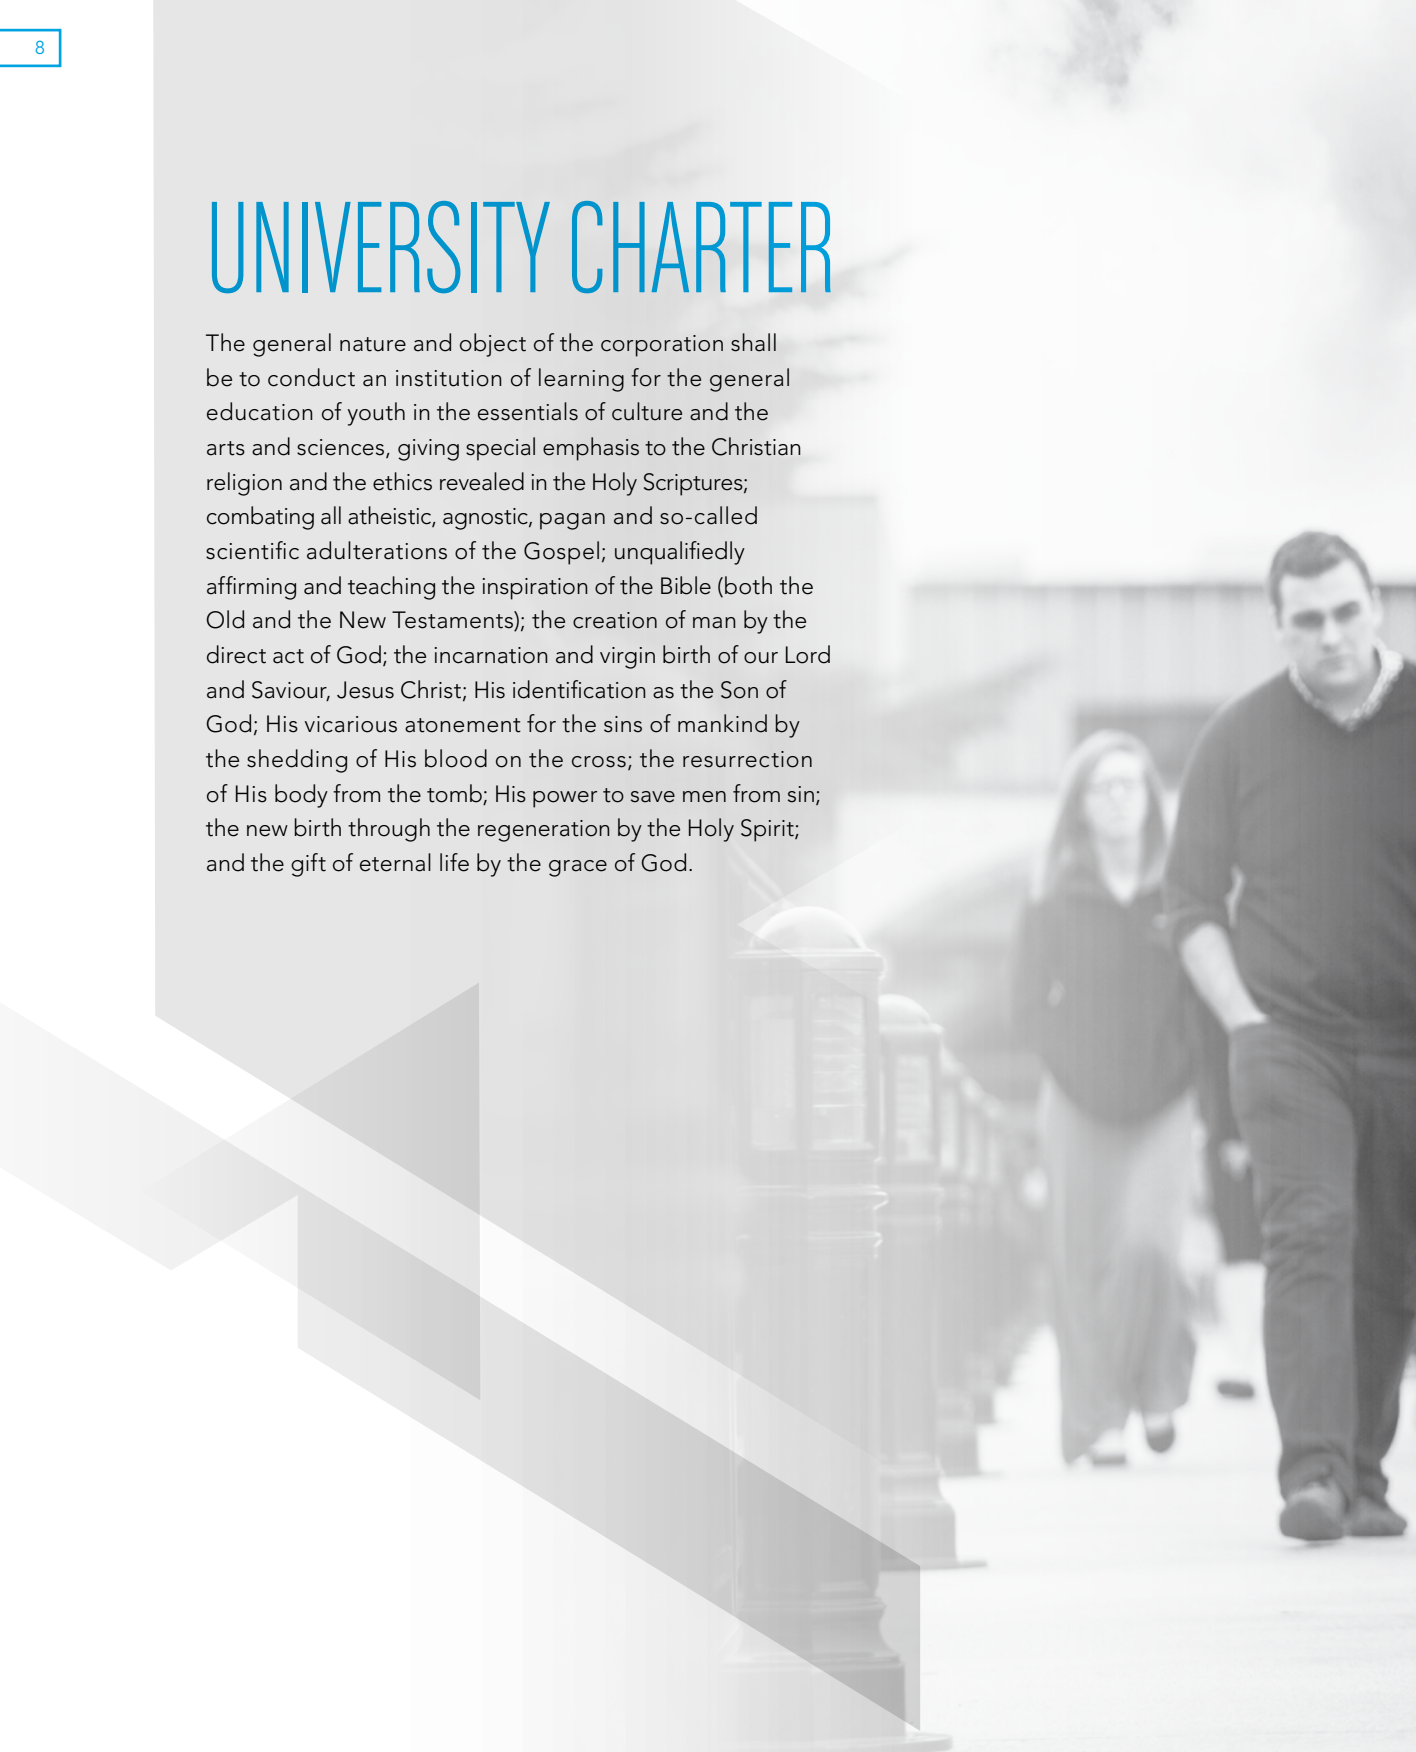 8
UNIVERSITY CHARTER
The general nature and object of the corporation shall
be to conduct an institution of learning for the general
education of youth in the essentials of culture and the
arts and sciences, giving special emphasis to the Christian
religion and the ethics revealed in the Holy Scriptures;
combating all atheistic, agnostic, pagan and so-called
scientific adulterations of the Gospel; unqualifiedly
affirming and teaching the inspiration of the Bible (both the
Old and the New Testaments); the creation of man by the
direct act of God; the incarnation and virgin birth of our Lord
and Saviour, Jesus Christ; His identification as the Son of
God; His vicarious atonement for the sins of mankind by
the shedding of His blood on the cross; the resurrection
of His body from the tomb; His power to save men from sin;
the new birth through the regeneration by the Holy Spirit;
and the gift of eternal life by the grace of God.